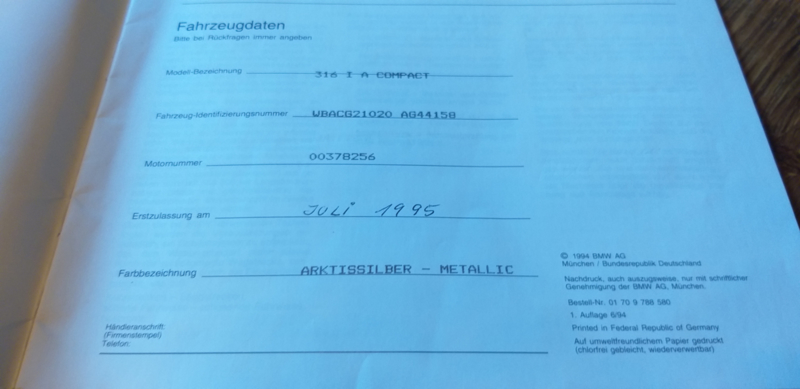 Fahrzeugdaten
Bitte bei Rückfragen immer angeben
Modell-Bezeichnung 316 I A COMPACT
Fahrzeug-Identifizierungsnummer WBACG21020 AG44158
Motornummer 00378256
Erstzulassung am JULI 1995
Farbbezeichnung ARKTISSILBER - METALLIC
Händleranschrift:
(Firmenstempel)
Telefon:
© 1994 BMW AG
München / Bundesrepublik Deutschland
Nachdruck, auch auszugsweise, nur mit schriftlicher
Genehmigung der BMW AG, München.
Bestell-Nr. 01 70 9 788 580
1. Auflage 6/94
Printed in Federal Republic of Germany
Auf umweltfreundlichem Papier gedruckt
(chlorfrei gebleicht, wiederverwertbar)